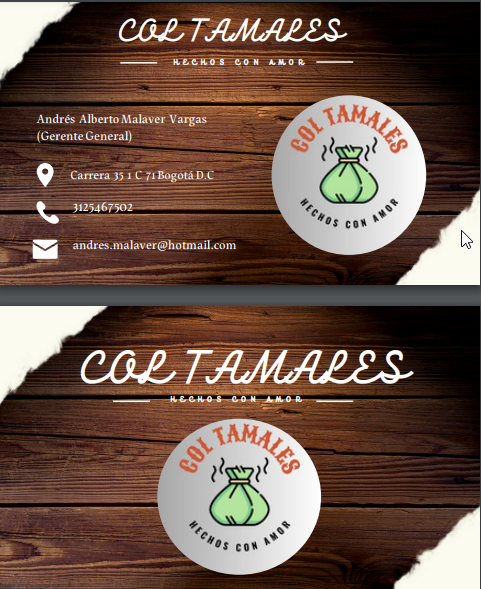 COL TAMALES
HECHOS CON AMOR
Andrés Alberto Malaver Vargas
(Gerente General)
Carrera 35 1 C 71 Bogotá D.C
3125467502
andres.malaver@hotmail.com
COL TAMALES
HECHOS CON AMOR
COL TAMALES
HECHOS CON AMOR
COL TAMALES
HECHOS CON AMOR